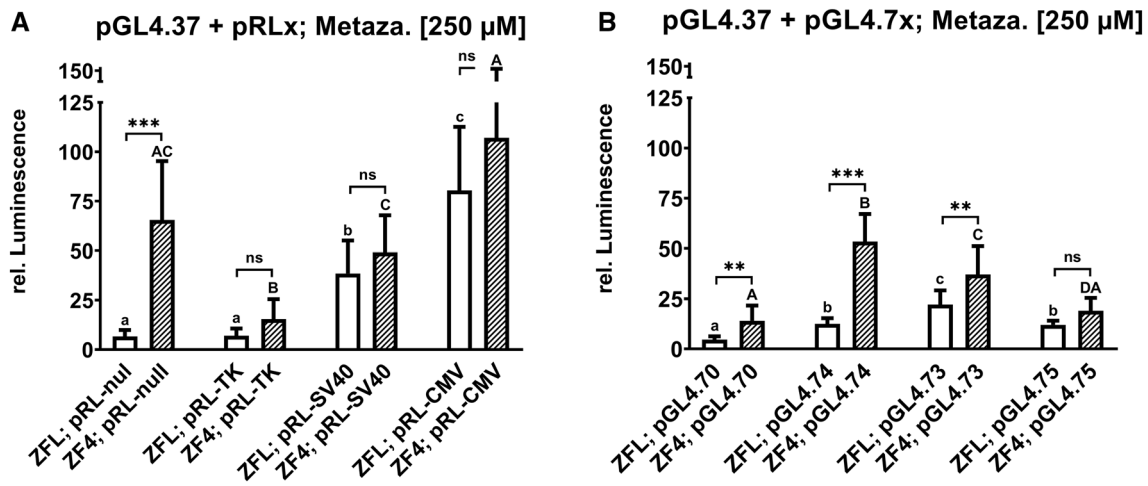 A pGL4.37 + pRLx; Metaza. [250 µM]
rel. Luminescence
150
125
100
75
50
25
0
a
***
AC
a
ns
B
b
ns
C
c
ns
A
ZFL; pRL-nul
ZF4; pRL-null
ZFL; pRL-TK
ZF4; pRL-TK
ZFL; pRL-SV40
ZF4; pRL-SV40
ZFL; pRL-CMV
ZF4; pRL-CMV
B pGL4.37 + pGL4.7x; Metaza. [250 µM]
rel. Luminescence
150
125
100
75
50
25
0
a
**
A
b
***
B
c
**
C
b
ns
DA
ZFL; pGL4.70
ZF4; pGL4.70
ZFL; pGL4.74
ZF4; pGL4.74
ZFL; pGL4.73
ZF4; pGL4.73
ZFL; pGL4.75
ZF4; pGL4.75